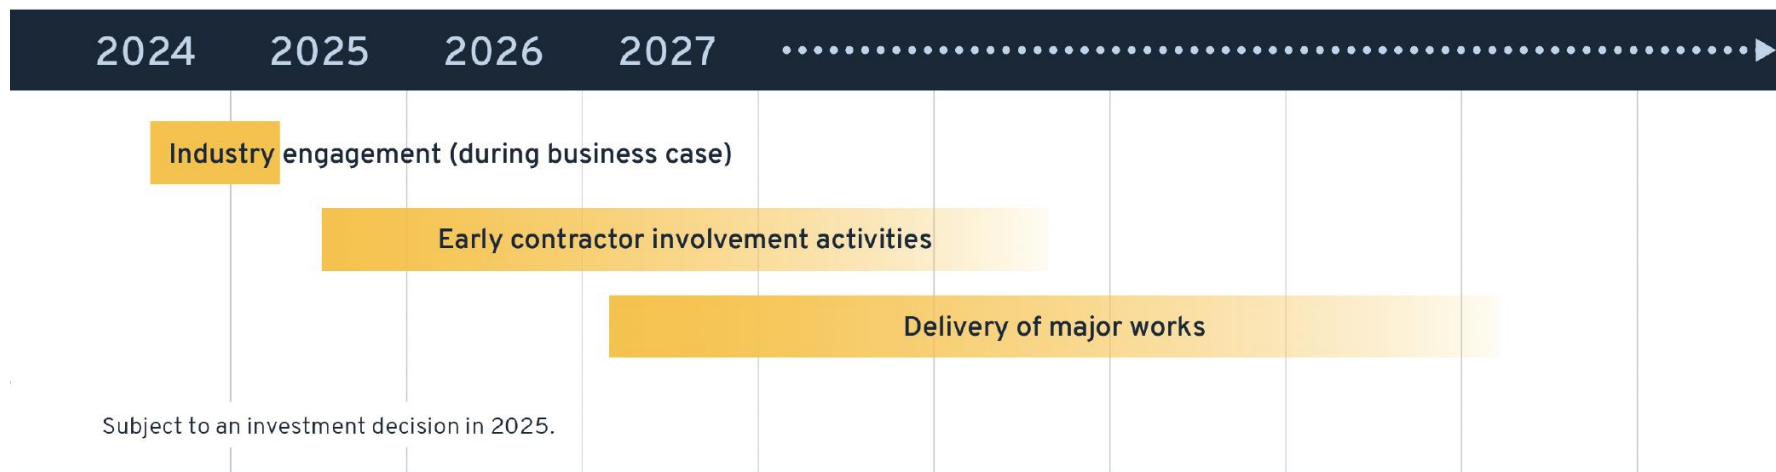 2024 2025 2026 2027
Industry engagement (during business case)
Early contractor involvement activities
Delivery of major works
Subject to an investment decision in 2025.